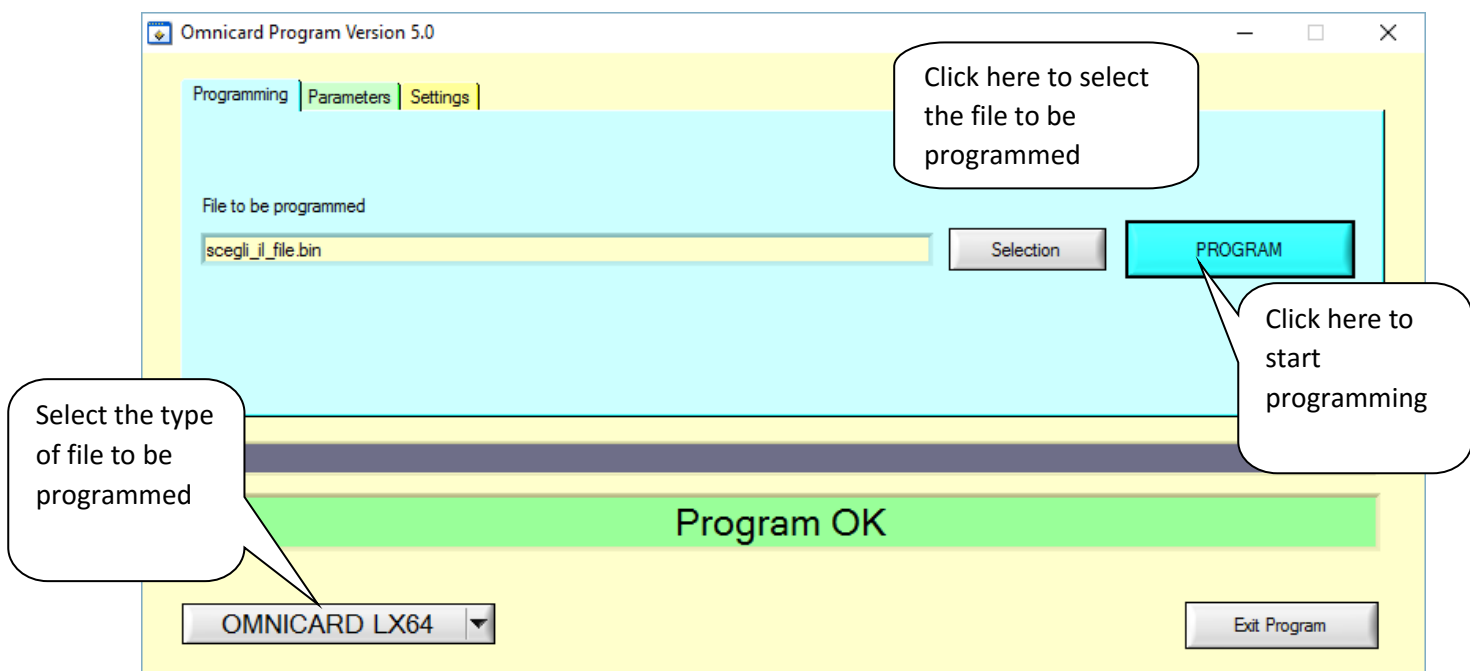 Omnicard Program Version 5.0
Click here to select
the file to be
programmed
Programming
Parameters
Settings
File to be programmed
scegli_il_file.bin
Selection
PROGRAM
Click here to
start
programming
Select the type
of file to be
programmed
Program OK
OMNICARD LX64
Exit Program